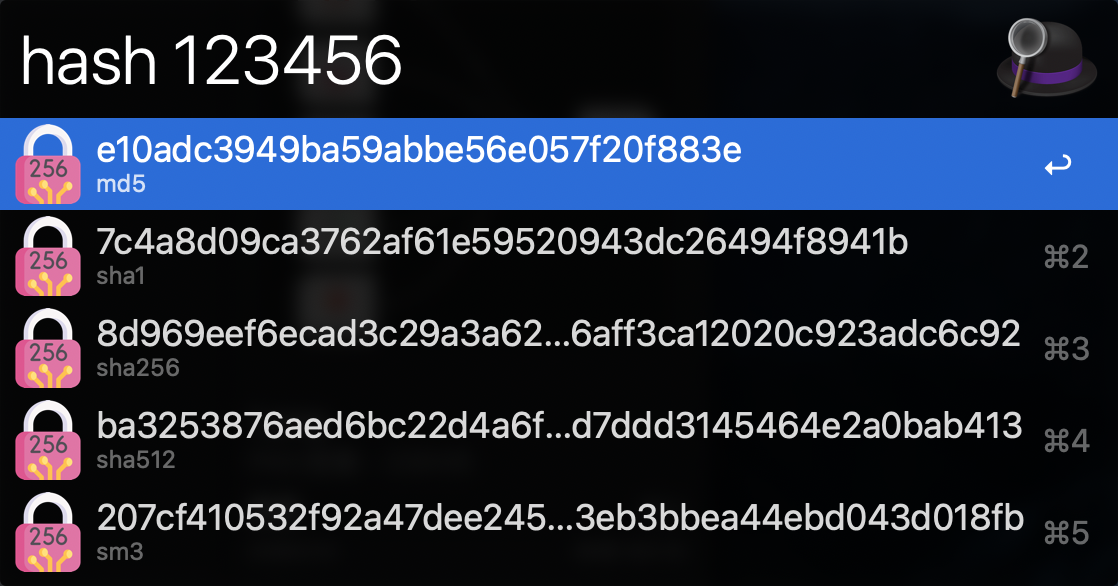 hash 123456
256
e10adc3949ba59abbe56e057f20f883e
md5
256
7c4a8d09ca3762af61e59520943dc26494f8941b
sha1
⌘2
256
8d969eef6ecad3c29a3a62...6aff3ca12020c923adc6c92
sha256
⌘3
256
ba3253876aed6bc22d4a6f...d7ddd3145464e2a0bab413
sha512
⌘4
256
207cf410532f92a47dee245...3eb3bbea44ebd043d018fb
sm3
⌘5